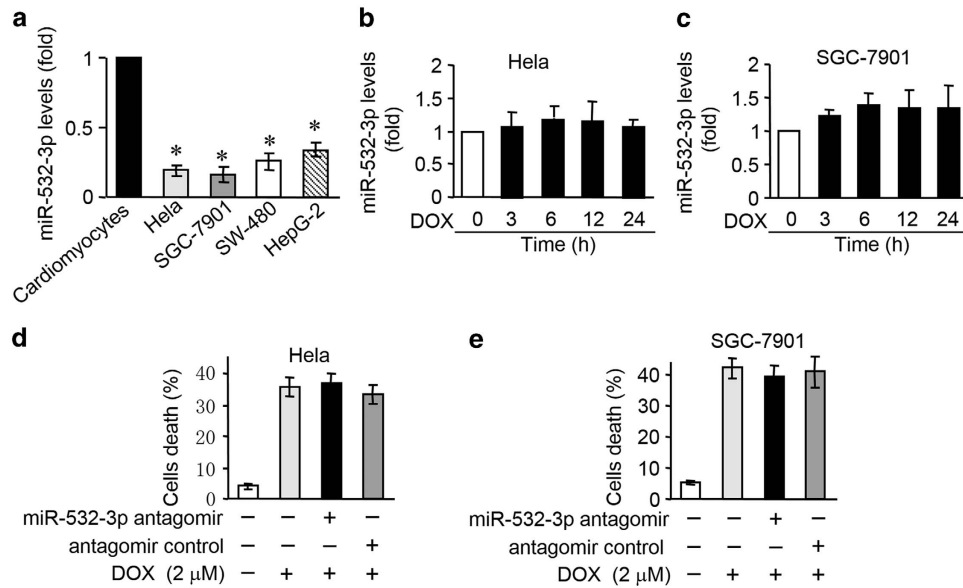 a
miR-532-3p levels (fold)
1
0.5
0
* * * *
Cardiomyocytes
Hela
SGC-7901
SW-480
HepG-2
b
Hela
miR-532-3p levels
(fold)
2
1.5
1
0.5
0
DOX 0 3 6 12 24
Time (h)
c
SGC-7901
miR-532-3p levels
(fold)
2
1.5
1
0.5
0
DOX 0 3 6 12 24
Time (h)
d
Hela
Cells death (%)
40
30
20
10
0
miR-532-3p antagomir – – + –
antagomir control – – – +
DOX (2 µM) – + + +
e
SGC-7901
Cells death (%)
40
30
20
10
0
miR-532-3p antagomir – – + –
antagomir control – – – +
DOX (2 µM) – + + +